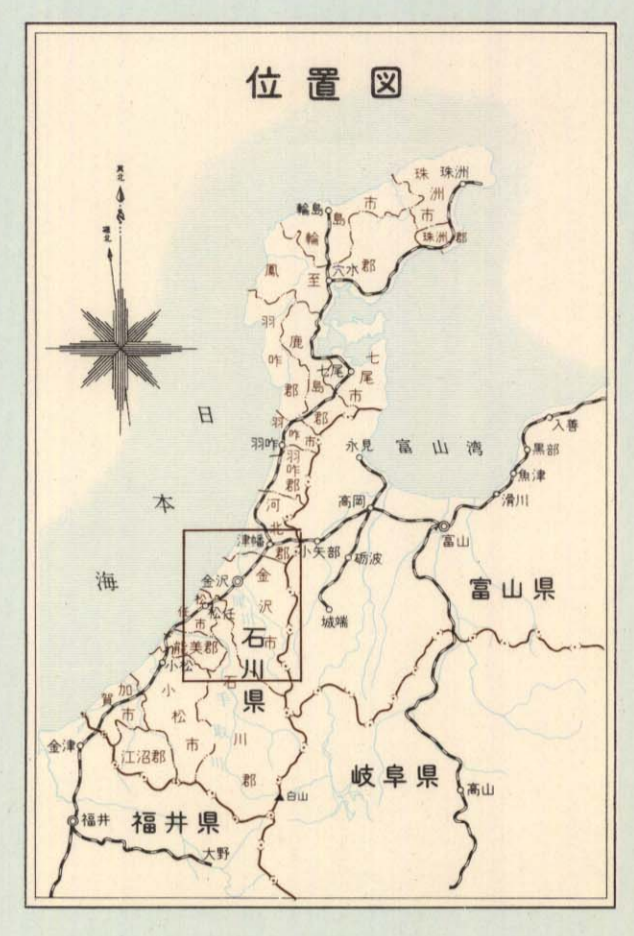 位置図
真北
磁北
珠洲
珠洲市
珠洲郡
輪島
輪島市
穴水
鳳至郡
羽咋郡
鹿島郡
七尾
七尾市
羽咋市
羽咋
羽咋郡
氷見
富山湾
入善
黒部
魚津
滑川
日本海
河北郡
高岡
富山
津幡
小矢部
砺波
金沢
金沢市
城端
富山県
松任
松任市
能美郡
小松
石川県
石川郡
小松市
加賀市
手取川
江沼郡
金津
白山
岐阜県
高山
福井
福井県
大野